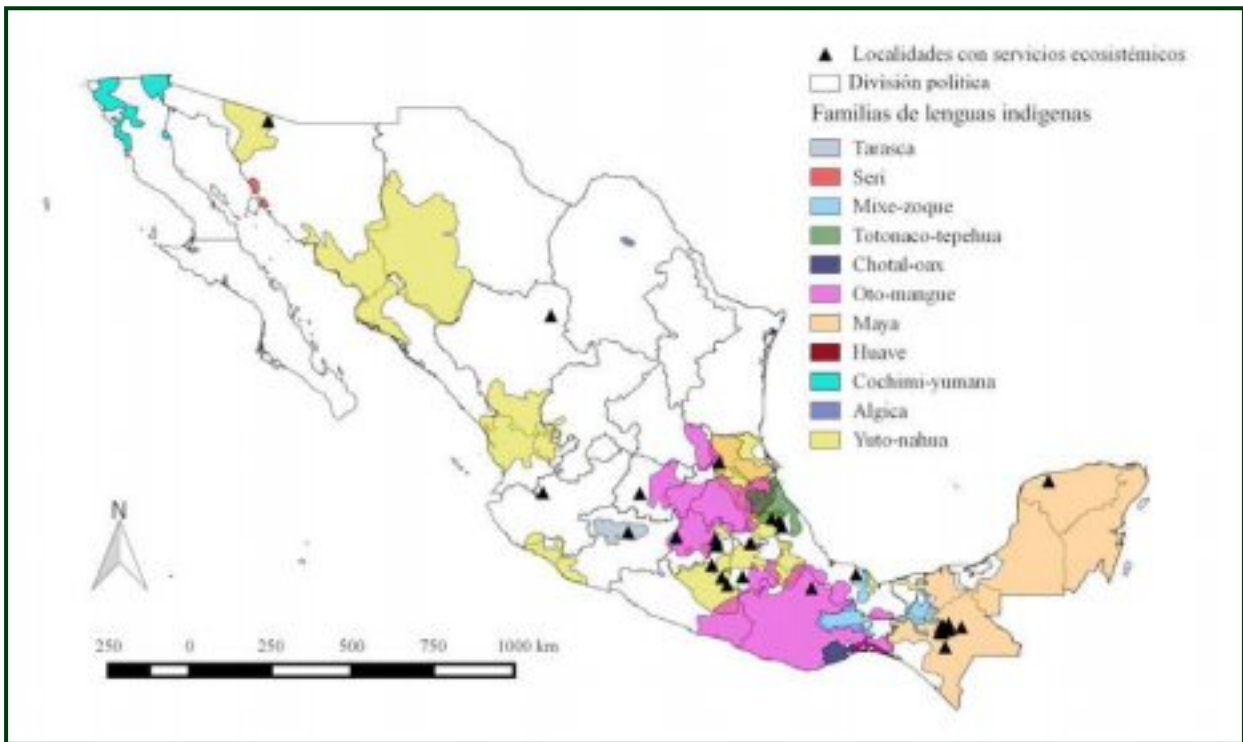 Localidades con servicios ecosistémicos
División política
Familias de lenguas indígenas
Tarasca
Seri
Mixe-zoque
Totonaco-tepehua
Chotal-oax
Oto-mangue
Maya
Huave
Cochimi-yumana
Algica
Yuto-nahua
N
250 0 250 500 750 1000 km